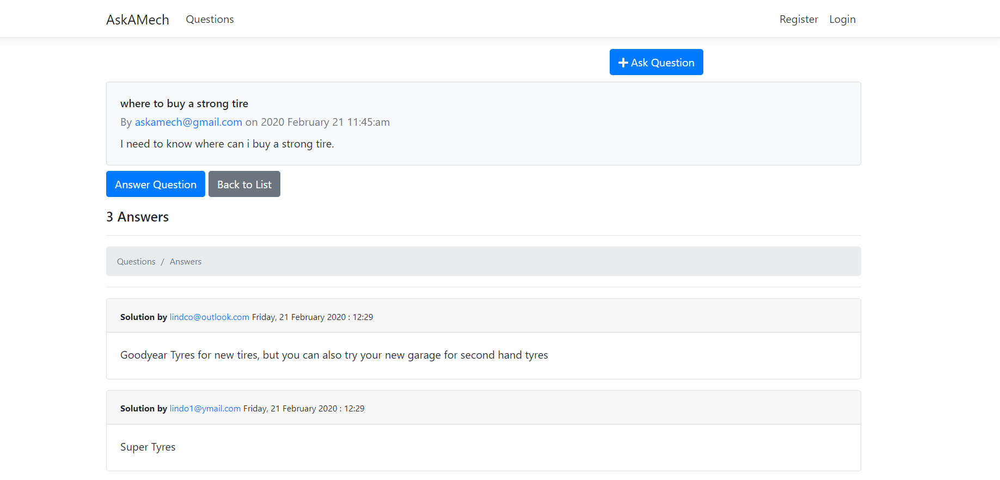 AskAMech Questions Register Login
Ask Question
where to buy a strong tire
By askamech@gmail.com on 2020 February 21 11:45:am
I need to know where can i buy a strong tire.
Answer Question Back to List
3 Answers
Questions / Answers
Solution by lindco@outlook.com Friday, 21 February 2020 : 12:29
Goodyear Tyres for new tires, but you can also try your new garage for second hand tyres
Solution by lindo1@ymail.com Friday, 21 February 2020 : 12:29
Super Tyres